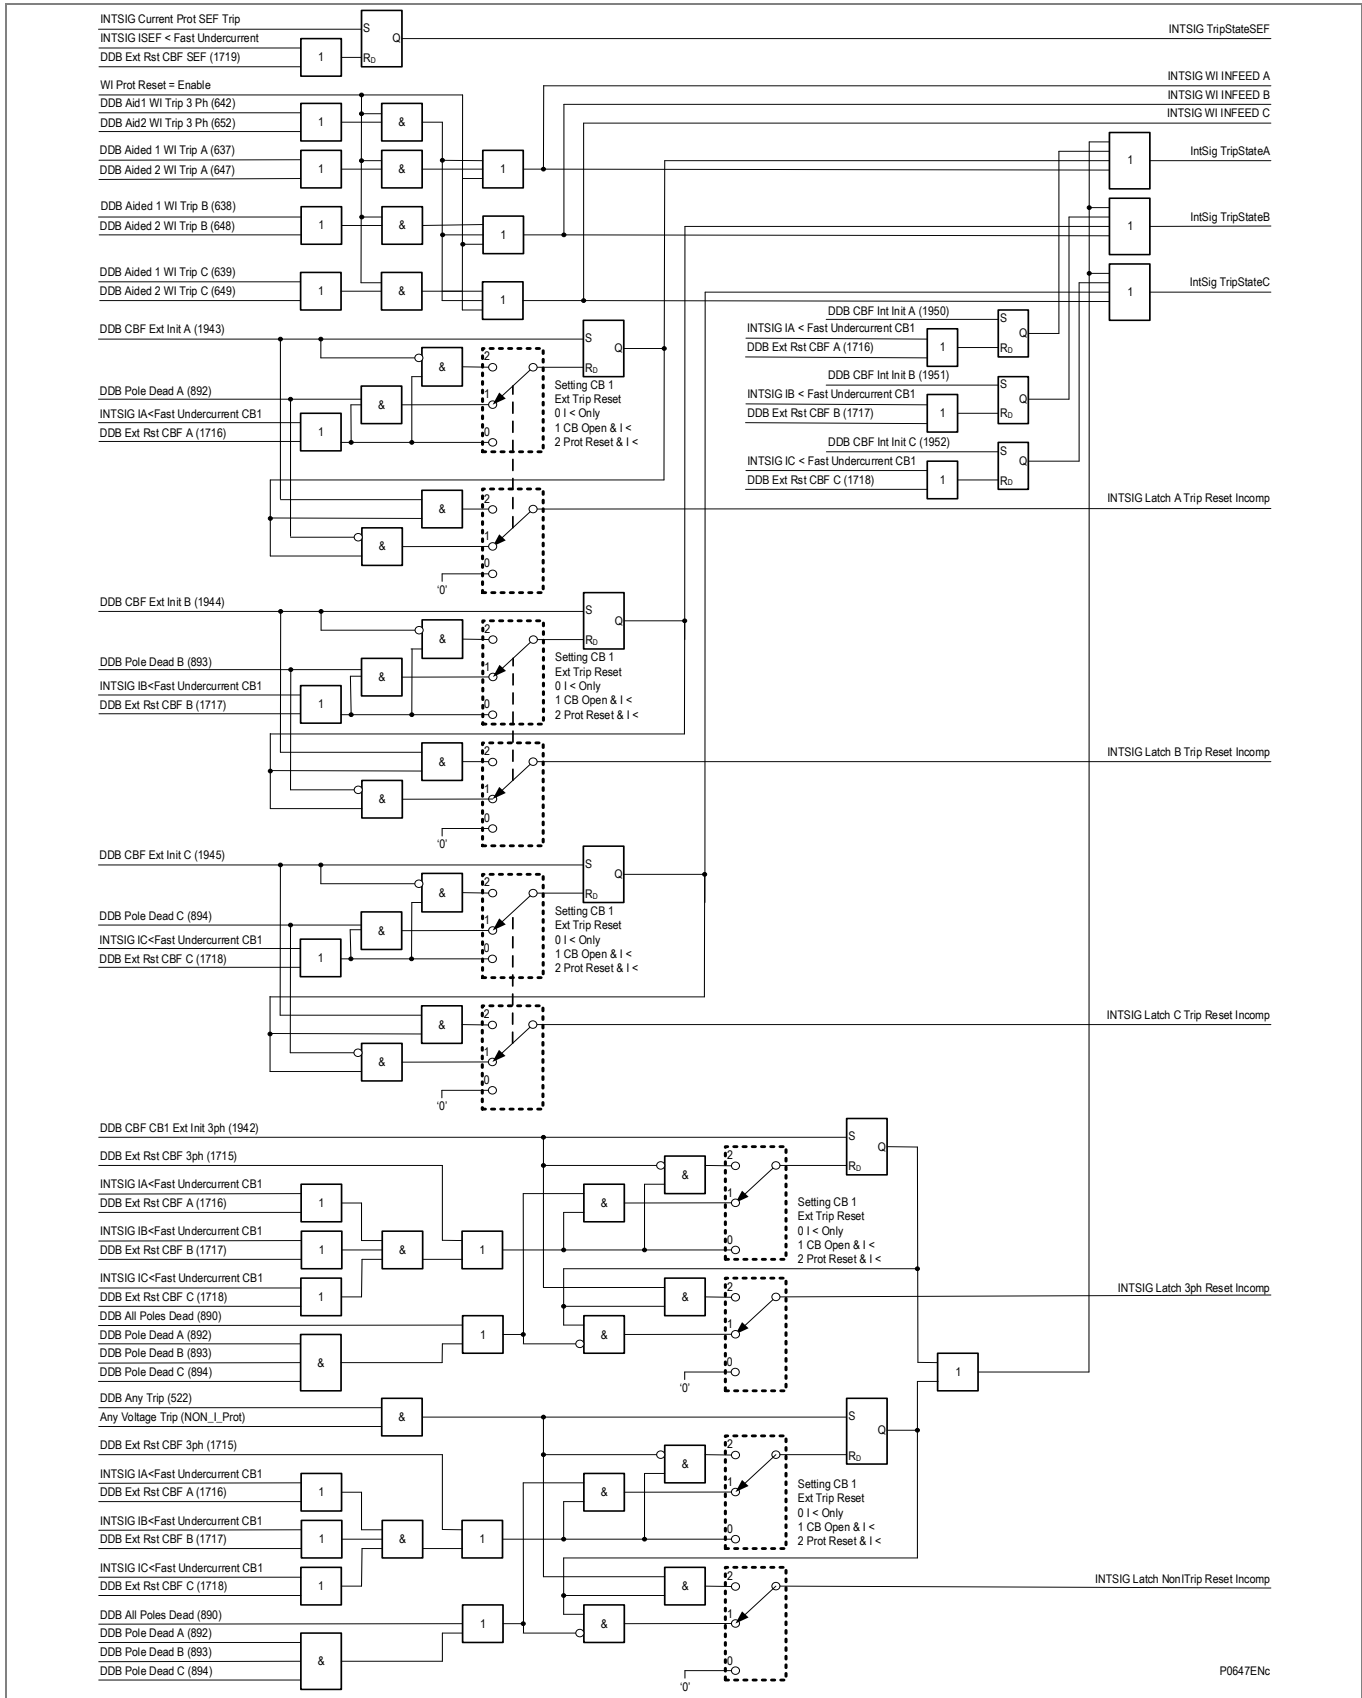 INTSIG Current Prot SEF Trip
INTSIG ISEF < Fast Undercurrent
DDB Ext Rst CBF SEF (1719)
1
S
Q
RD
INTSIG TripStateSEF
WI Prot Reset = Enable
DDB Aid1 WI Trip 3 Ph (642)
DDB Aid2 WI Trip 3 Ph (652)
1
&
DDB Aided 1 WI Trip A (637)
DDB Aided 2 WI Trip A (647)
1
&
1
DDB Aided 1 WI Trip B (638)
DDB Aided 2 WI Trip B (648)
1
&
1
DDB Aided 1 WI Trip C (639)
DDB Aided 2 WI Trip C (649)
1
&
1
INTSIG WI INFEED A
INTSIG WI INFEED B
INTSIG WI INFEED C
1
IntSig TripStateA
1
IntSig TripStateB
1
IntSig TripStateC
DDB CBF Int Init A (1950)
INTSIG IA < Fast Undercurrent CB1
DDB Ext Rst CBF A (1716)
1
S
Q
RD
DDB CBF Int Init B (1951)
INTSIG IB < Fast Undercurrent CB1
DDB Ext Rst CBF B (1717)
1
S
Q
RD
DDB CBF Int Init C (1952)
INTSIG IC < Fast Undercurrent CB1
DDB Ext Rst CBF C (1718)
1
S
Q
RD
DDB CBF Ext Init A (1943)
DDB Pole Dead A (892)
INTSIG IA<Fast Undercurrent CB1
DDB Ext Rst CBF A (1716)
1
&
&
2
1
0
S
Q
RD
Setting CB 1
Ext Trip Reset
0 I < Only
1 CB Open & I <
2 Prot Reset & I <
&
&
2
1
0
'0'
INTSIG Latch A Trip Reset Incomp
DDB CBF Ext Init B (1944)
DDB Pole Dead B (893)
INTSIG IB<Fast Undercurrent CB1
DDB Ext Rst CBF B (1717)
1
&
&
2
1
0
S
Q
RD
Setting CB 1
Ext Trip Reset
0 I < Only
1 CB Open & I <
2 Prot Reset & I <
&
&
2
1
0
'0'
INTSIG Latch B Trip Reset Incomp
DDB CBF Ext Init C (1945)
DDB Pole Dead C (894)
INTSIG IC<Fast Undercurrent CB1
DDB Ext Rst CBF C (1718)
1
&
&
2
1
0
S
Q
RD
Setting CB 1
Ext Trip Reset
0 I < Only
1 CB Open & I <
2 Prot Reset & I <
&
&
2
1
0
'0'
INTSIG Latch C Trip Reset Incomp
DDB CBF CB1 Ext Init 3ph (1942)
DDB Ext Rst CBF 3ph (1715)
INTSIG IA<Fast Undercurrent CB1
DDB Ext Rst CBF A (1716)
1
INTSIG IB<Fast Undercurrent CB1
DDB Ext Rst CBF B (1717)
1
&
1
INTSIG IC<Fast Undercurrent CB1
DDB Ext Rst CBF C (1718)
1
DDB All Poles Dead (890)
DDB Pole Dead A (892)
DDB Pole Dead B (893)
DDB Pole Dead C (894)
&
1
&
&
2
1
0
S
Q
RD
Setting CB 1
Ext Trip Reset
0 I < Only
1 CB Open & I <
2 Prot Reset & I <
&
&
2
1
0
'0'
INTSIG Latch 3ph Reset Incomp
1
DDB Any Trip (522)
Any Voltage Trip (NON_I_Prot)
&
DDB Ext Rst CBF 3ph (1715)
INTSIG IA<Fast Undercurrent CB1
DDB Ext Rst CBF A (1716)
1
INTSIG IB<Fast Undercurrent CB1
DDB Ext Rst CBF B (1717)
1
&
1
INTSIG IC<Fast Undercurrent CB1
DDB Ext Rst CBF C (1718)
1
DDB All Poles Dead (890)
DDB Pole Dead A (892)
DDB Pole Dead B (893)
DDB Pole Dead C (894)
&
1
&
&
2
1
0
S
Q
RD
Setting CB 1
Ext Trip Reset
0 I < Only
1 CB Open & I <
2 Prot Reset & I <
&
&
2
1
0
'0'
INTSIG Latch NonITrip Reset Incomp
P0647ENc